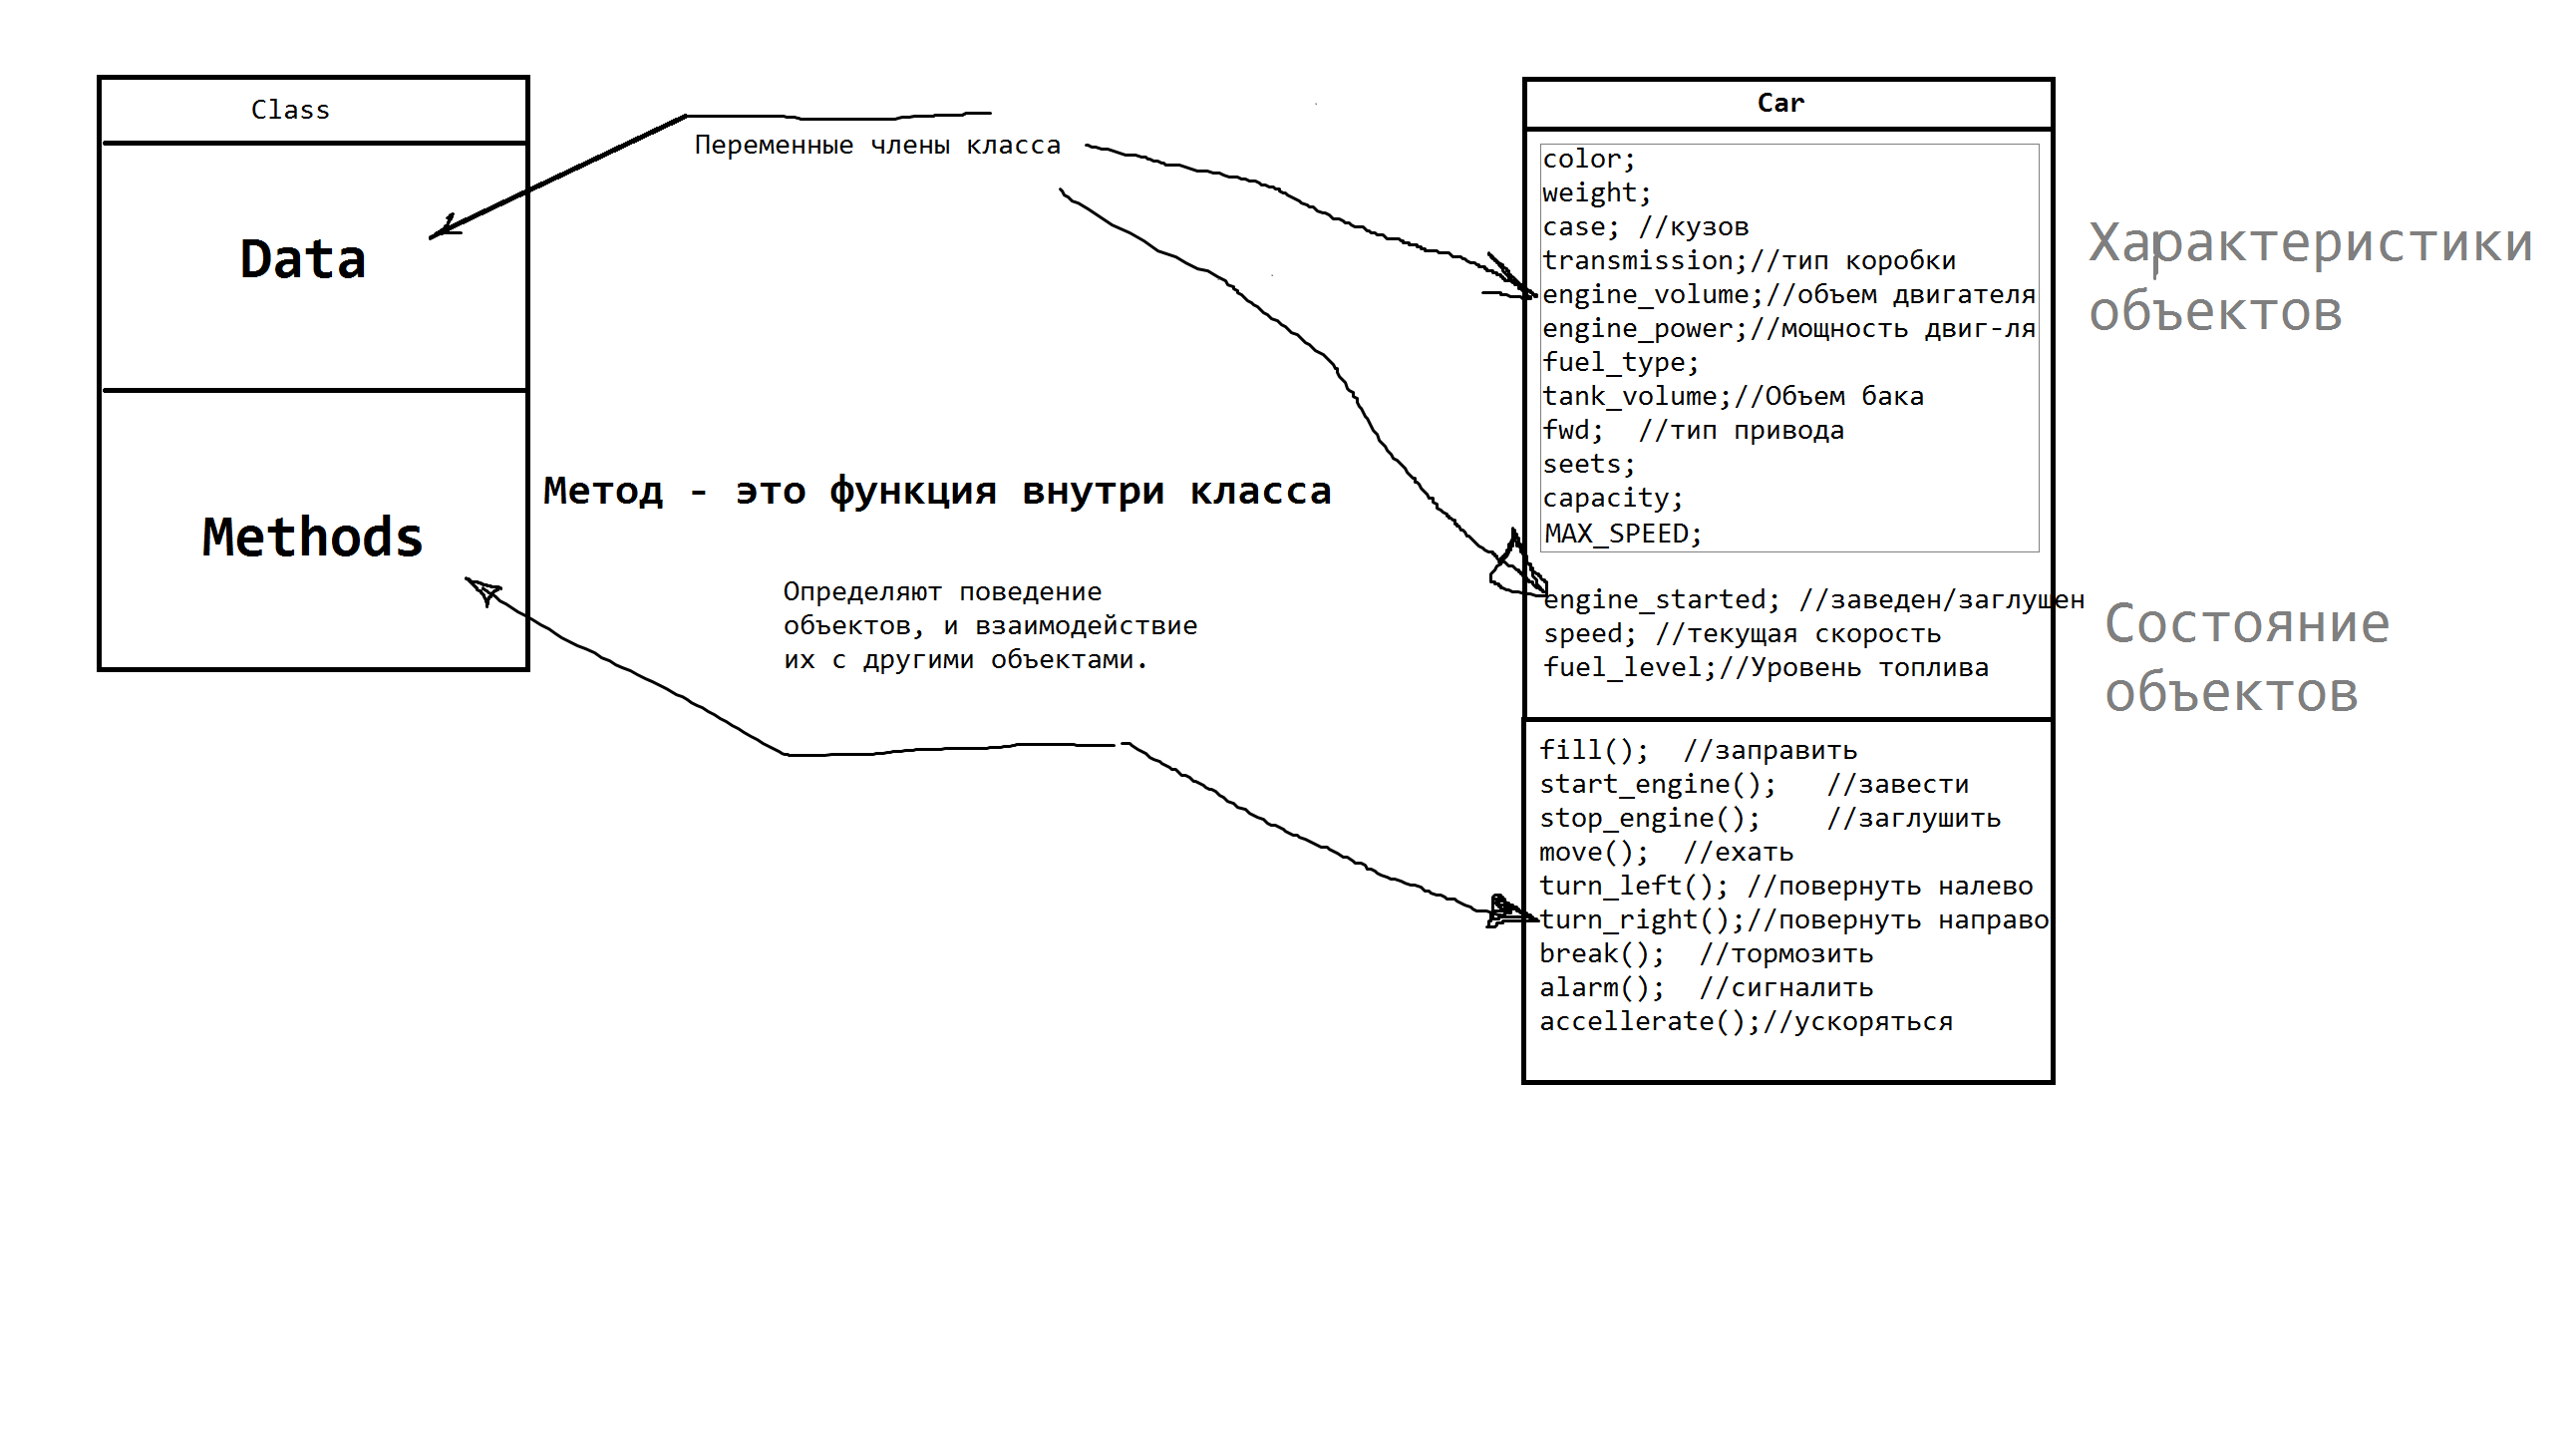 Class
Data
Methods
Переменные члены класса
Метод - это функция внутри класса
Определяют поведение
объектов, и взаимодействие
их с другими объектами.
Car
color;
weight;
case; //кузов
transmission;//тип коробки
engine_volume;//объем двигателя
engine_power;//мощность двиг-ля
fuel_type;
tank_volume;//Объем бака
fwd;  //тип привода
seets;
capacity;
MAX_SPEED;
engine_started; //заведен/заглушен
speed; //текущая скорость
fuel_level;//Уровень топлива
fill();  //заправить
start_engine();   //завести
stop_engine();    //заглушить
move();  //ехать
turn_left(); //повернуть налево
turn_right();//повернуть направо
break();  //тормозить
alarm();  //сигналить
accellerate();//ускоряться
Характеристики
объектов
Состояние
объектов